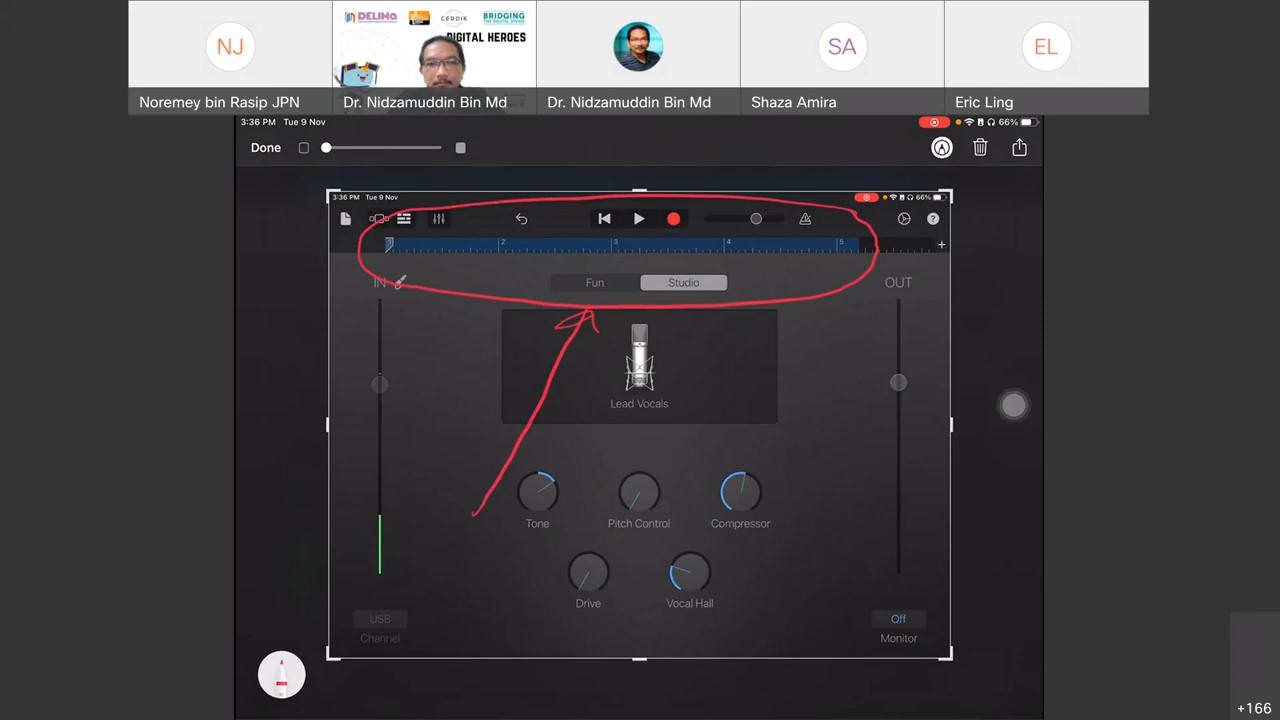 NJ
DELIMa
CERDIK
BRIDGING
THE DIGITAL DIVIDE
DIGITAL HEROES
SA
EL
Noremey bin Rasip JPN
Dr. Nidzamuddin Bin Md
Dr. Nidzamuddin Bin Md
Shaza Amira
Eric Ling
3:36 PM Tue 9 Nov
66%
Done
3:36 PM Tue 9 Nov
66%
?
1 2 3 4 5
+
IN
Fun
Studio
OUT
Lead Vocals
Tone
Pitch Control
Compressor
Drive
Vocal Hall
USB
Channel
Off
Monitor
+166